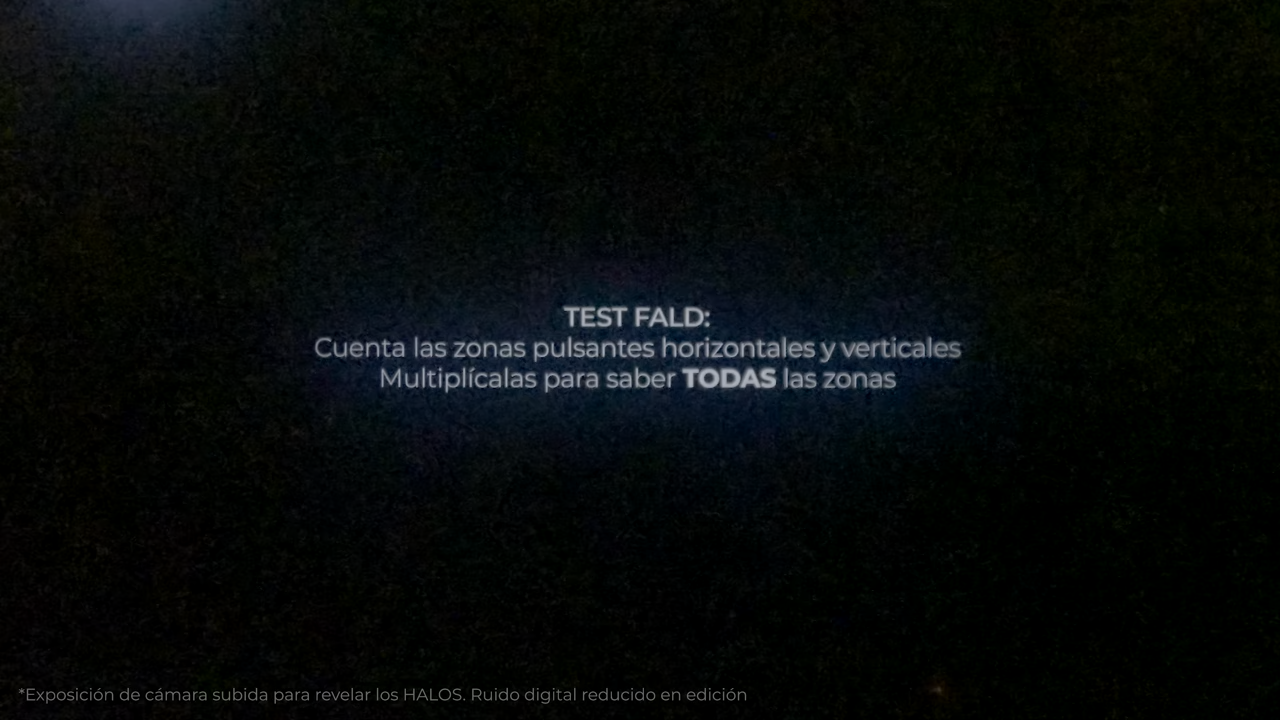 TEST FALD:
Cuenta las zonas pulsantes horizontales y verticales
Multiplícalas para saber TODAS las zonas
*Exposición de cámara subida para revelar los HALOS. Ruido digital reducido en edición